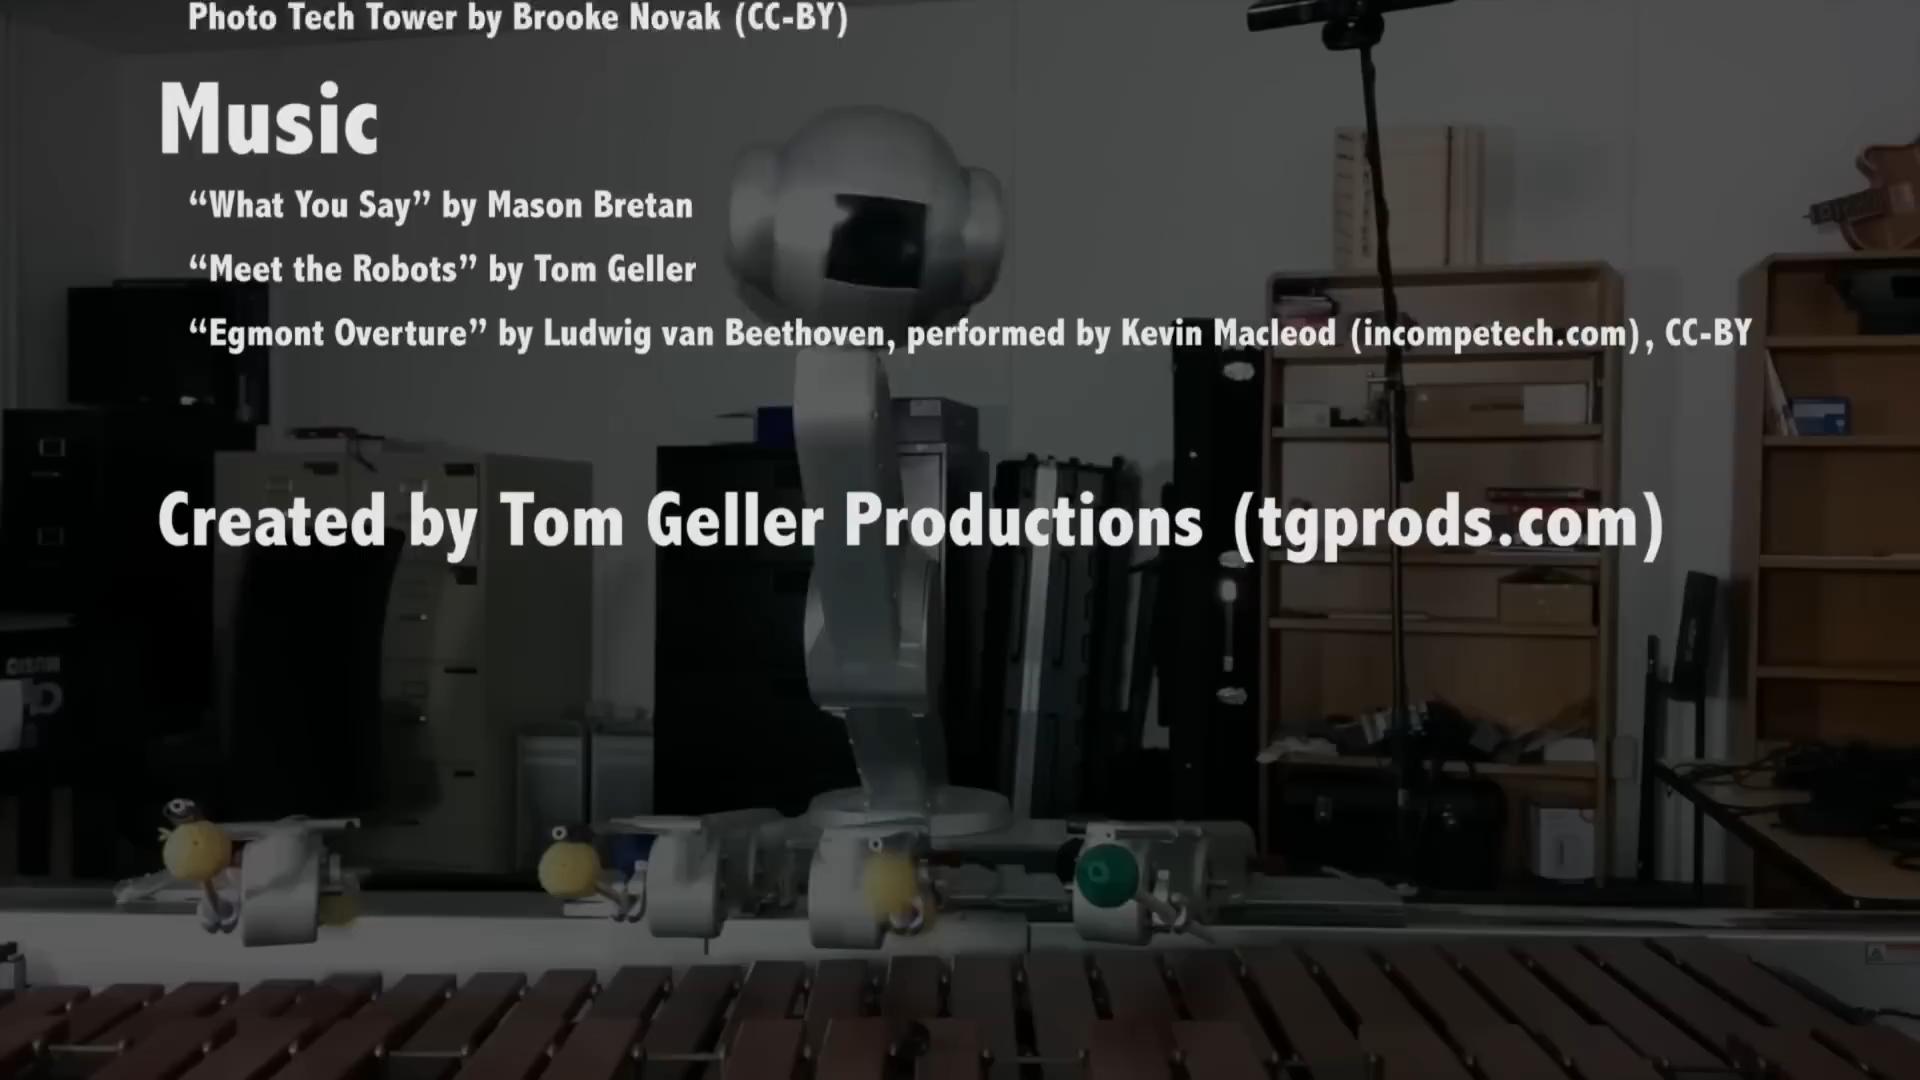 Photo Tech Tower by Brooke Novak (CC-BY)
Music
“What You Say” by Mason Bretan
“Meet the Robots” by Tom Geller
“Egmont Overture” by Ludwig van Beethoven, performed by Kevin Macleod (incompetech.com), CC-BY
Created by Tom Geller Productions (tgprods.com)